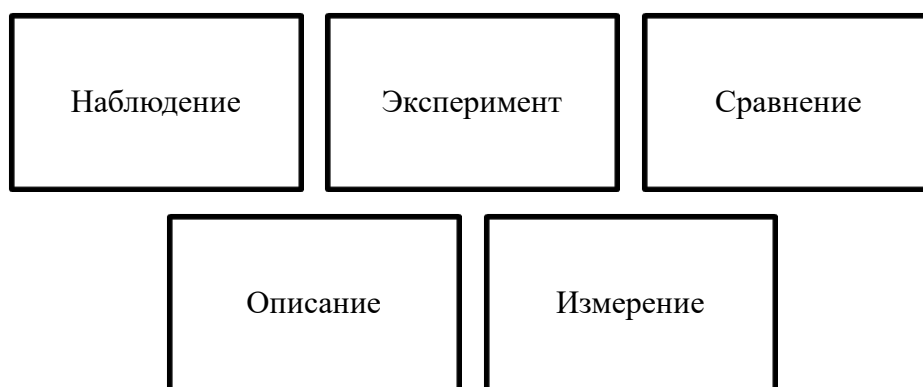 Наблюдение
Эксперимент
Сравнение
Описание
Измерение